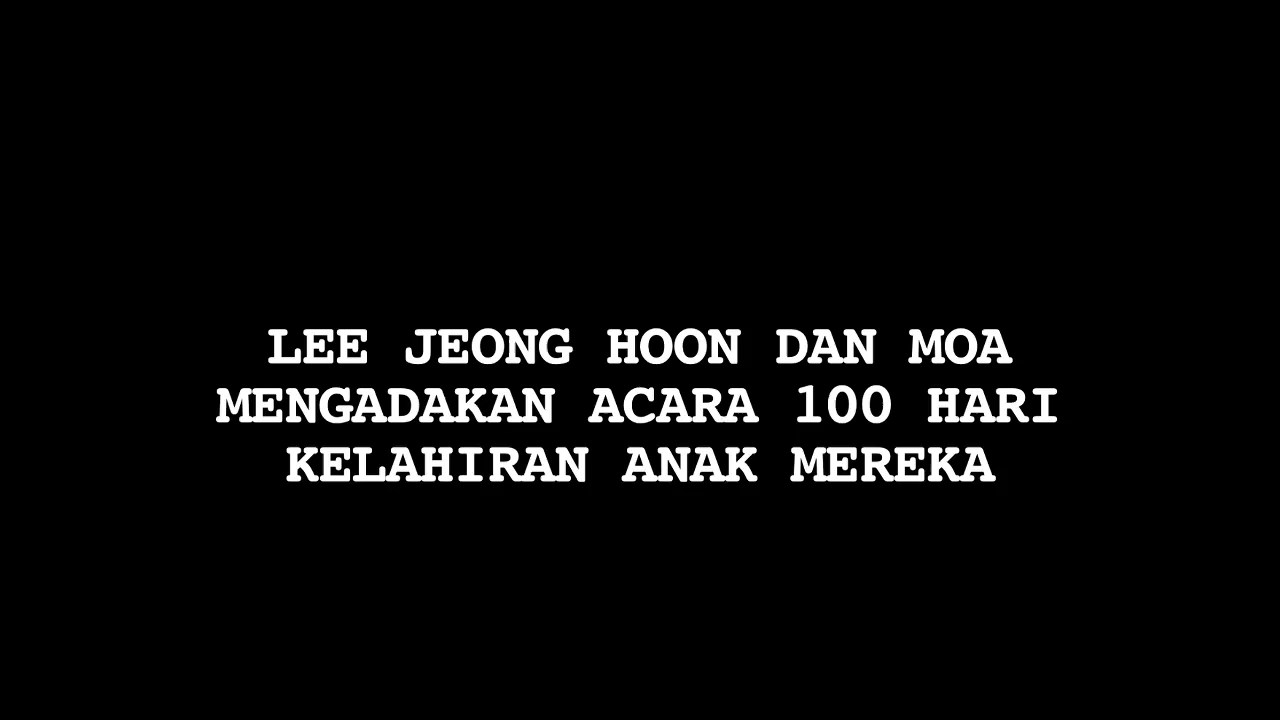 LEE JEONG HOON DAN MOA
MENGADAKAN ACARA 100 HARI
KELAHIRAN ANAK MEREKA